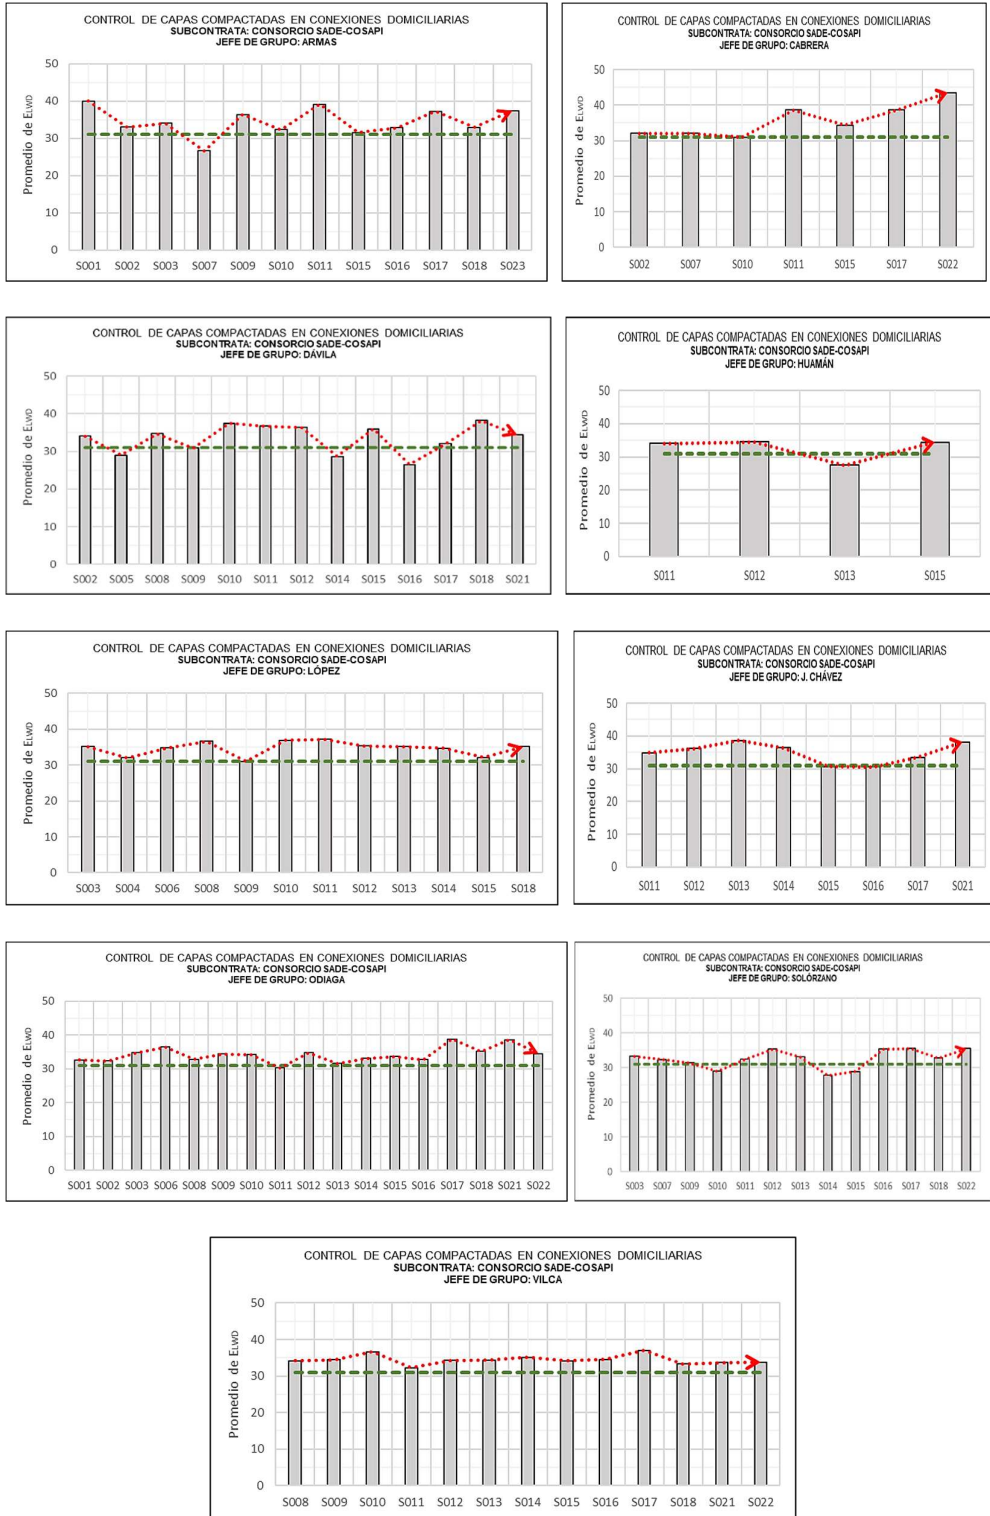 CONTROL DE CAPAS COMPACTADAS EN CONEXIONES DOMICILIARIAS
SUBCONTRATA: CONSORCIO SADE-COSAPI
JEFE DE GRUPO: ARMAS
Promedio de ELWD
50
40
30
20
10
0
S001 S002 S003 S007 S009 S010 S011 S015 S016 S017 S018 S023
CONTROL DE CAPAS COMPACTADAS EN CONEXIONES DOMICILIARIAS
SUBCONTRATA: CONSORCIO SADE-COSAPI
JEFE DE GRUPO: CABRERA
Promedio de ELWD
50
40
30
20
10
0
S002 S007 S010 S011 S015 S017 S022
CONTROL DE CAPAS COMPACTADAS EN CONEXIONES DOMICILIARIAS
SUBCONTRATA: CONSORCIO SADE-COSAPI
JEFE DE GRUPO: DÁVILA
Promedio de ELWD
50
40
30
20
10
0
S002 S005 S008 S009 S010 S011 S012 S014 S015 S016 S017 S018 S021
CONTROL DE CAPAS COMPACTADAS EN CONEXIONES DOMICILIARIAS
SUBCONTRATA: CONSORCIO SADE-COSAPI
JEFE DE GRUPO: HUAMÁN
Promedio de ELWD
50
40
30
20
10
0
S011 S012 S013 S015
CONTROL DE CAPAS COMPACTADAS EN CONEXIONES DOMICILIARIAS
SUBCONTRATA: CONSORCIO SADE-COSAPI
JEFE DE GRUPO: LÓPEZ
Promedio de ELWD
50
40
30
20
10
0
S003 S004 S006 S008 S009 S010 S011 S012 S013 S014 S015 S018
CONTROL DE CAPAS COMPACTADAS EN CONEXIONES DOMICILIARIAS
SUBCONTRATA: CONSORCIO SADE-COSAPI
JEFE DE GRUPO: J. CHÁVEZ
Promedio de ELWD
50
40
30
20
10
0
S011 S012 S013 S014 S015 S016 S017 S021
CONTROL DE CAPAS COMPACTADAS EN CONEXIONES DOMICILIARIAS
SUBCONTRATA: CONSORCIO SADE-COSAPI
JEFE DE GRUPO: ODIAGA
Promedio de ELWD
50
40
30
20
10
0
S001 S002 S003 S006 S008 S009 S010 S011 S012 S013 S014 S015 S016 S017 S018 S021 S022
CONTROL DE CAPAS COMPACTADAS EN CONEXIONES DOMICILIARIAS
SUBCONTRATA: CONSORCIO SADE-COSAPI
JEFE DE GRUPO: SOLÓRZANO
Promedio de ELWD
50
40
30
20
10
0
S003 S007 S009 S010 S011 S012 S013 S014 S015 S016 S017 S018 S022
CONTROL DE CAPAS COMPACTADAS EN CONEXIONES DOMICILIARIAS
SUBCONTRATA: CONSORCIO SADE-COSAPI
JEFE DE GRUPO: VILCA
Promedio de ELWD
50
40
30
20
10
0
S008 S009 S010 S011 S012 S013 S014 S015 S016 S017 S018 S021 S022